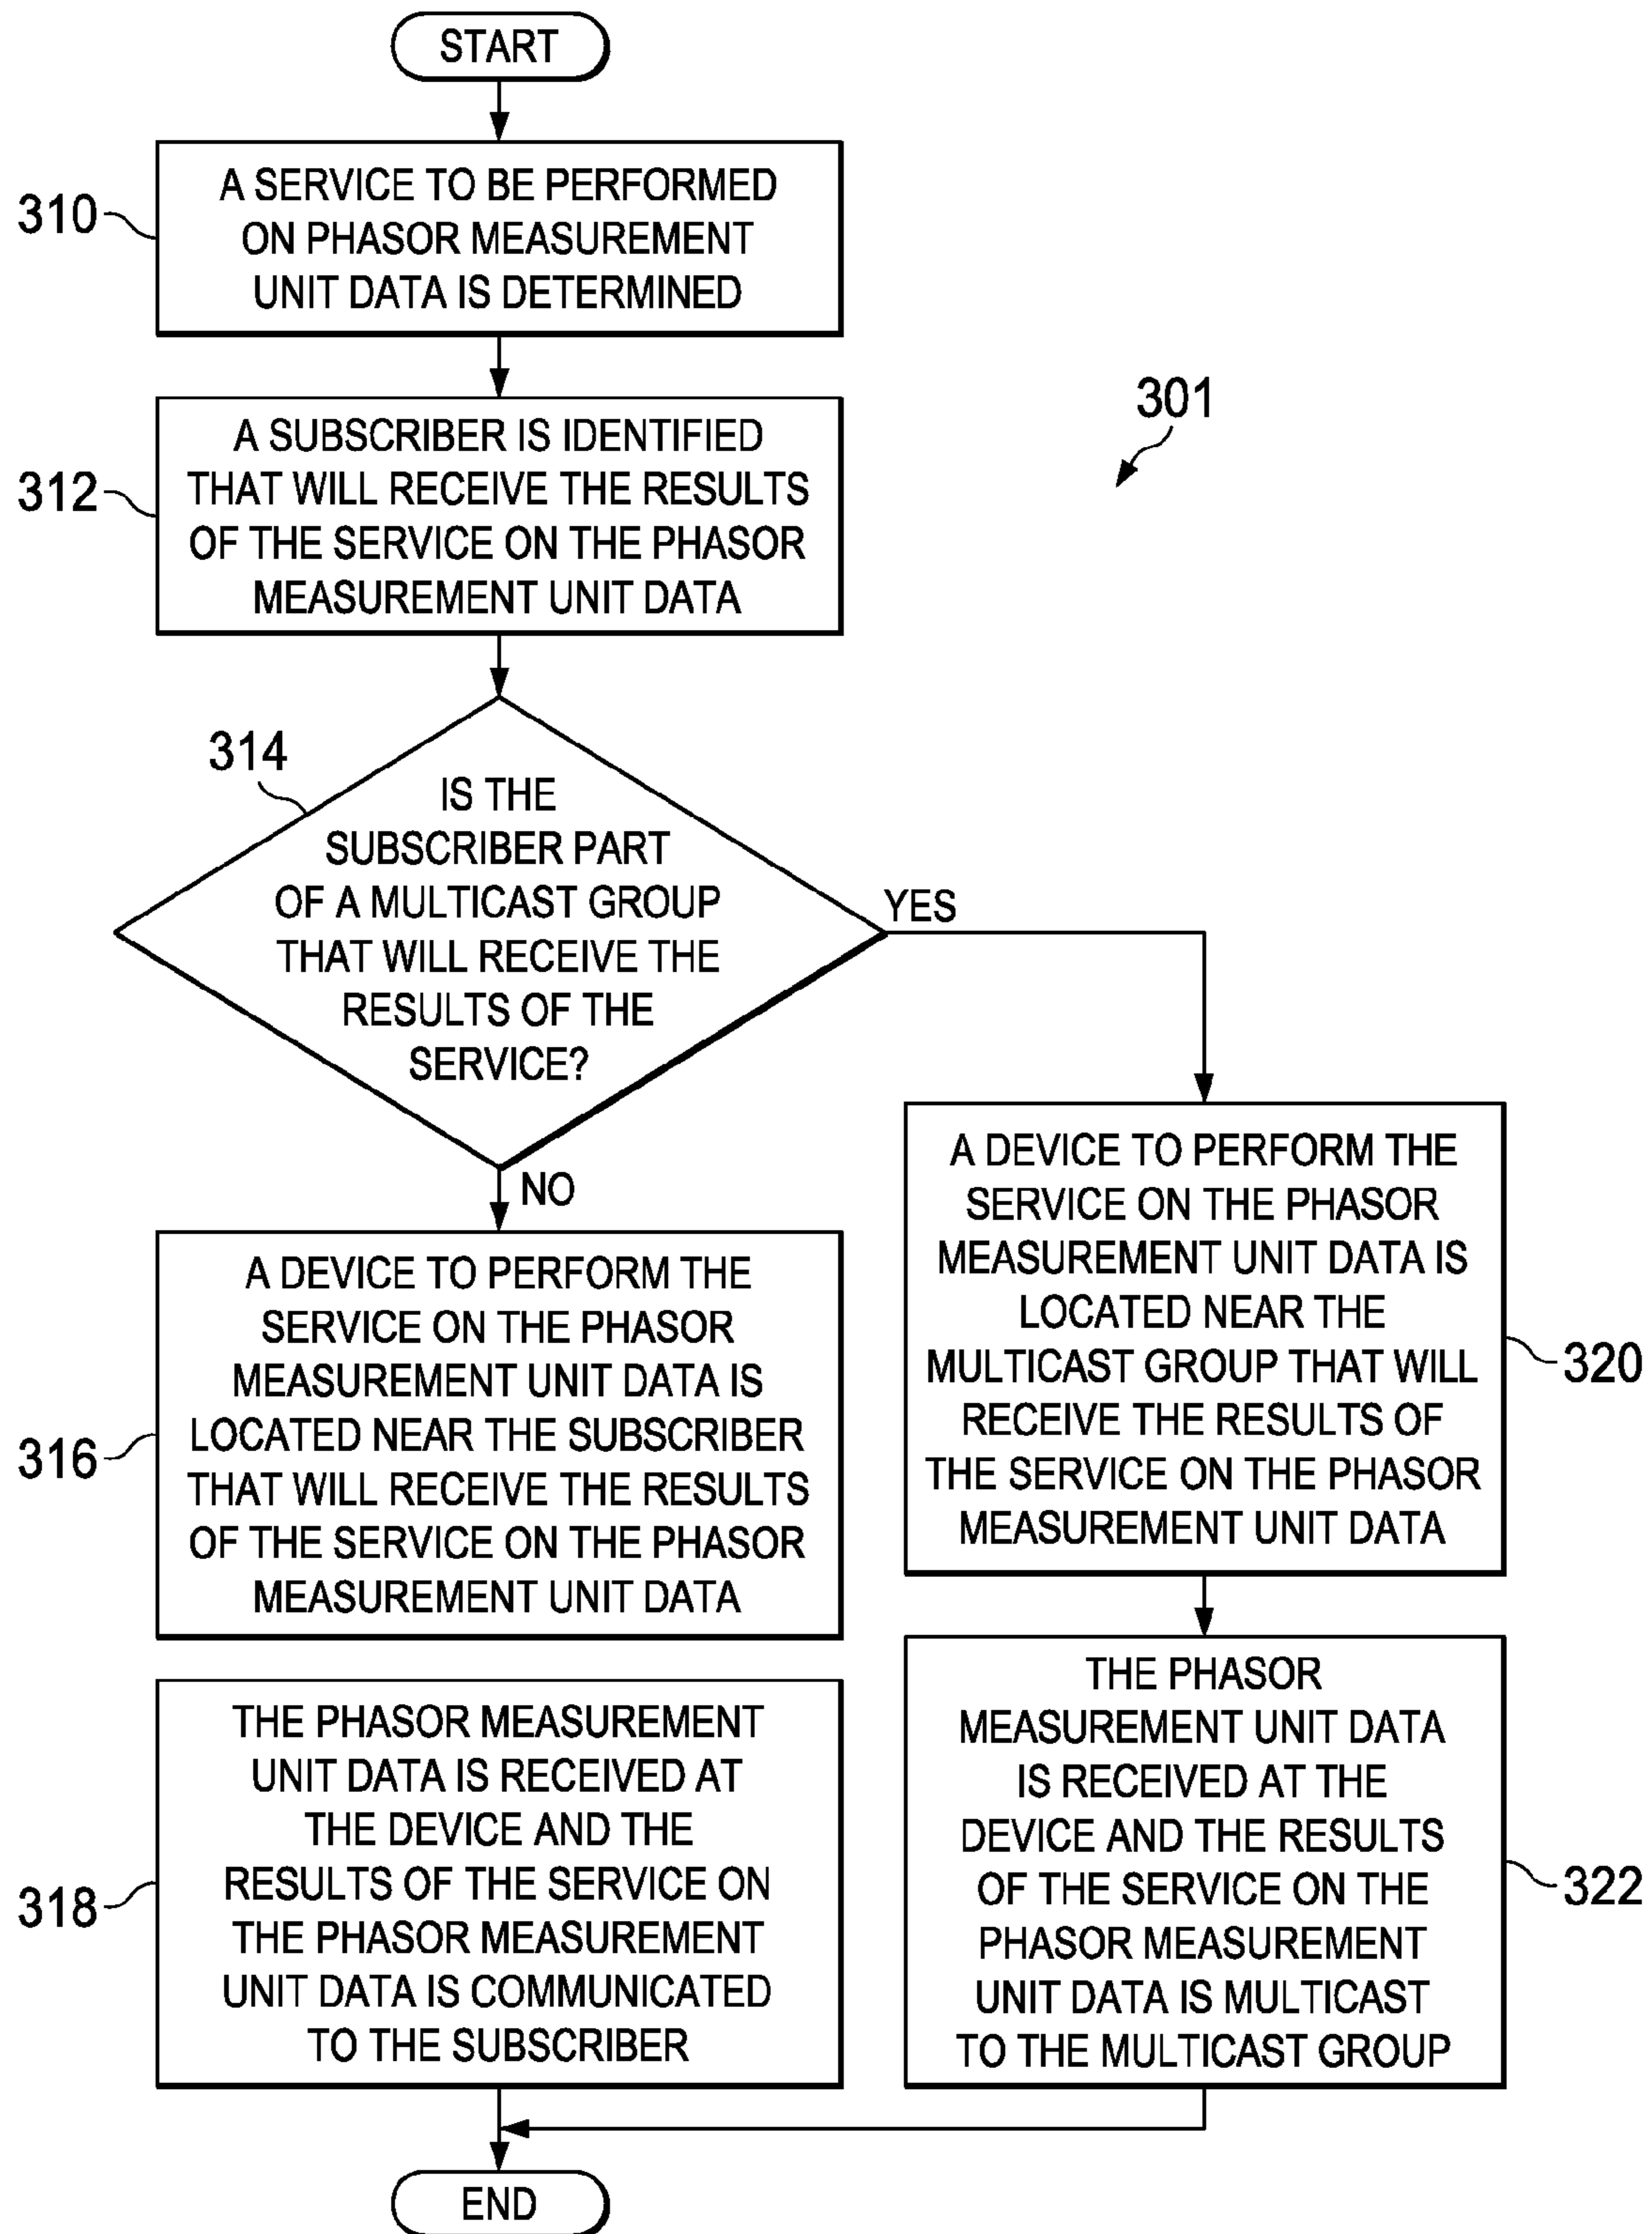 START
310
A SERVICE TO BE PERFORMED
ON PHASOR MEASUREMENT
UNIT DATA IS DETERMINED
301
312
A SUBSCRIBER IS IDENTIFIED
THAT WILL RECEIVE THE RESULTS
OF THE SERVICE ON THE PHASOR
MEASUREMENT UNIT DATA
314
IS THE
SUBSCRIBER PART
OF A MULTICAST GROUP
THAT WILL RECEIVE THE
RESULTS OF THE
SERVICE?
YES
NO
316
A DEVICE TO PERFORM THE
SERVICE ON THE PHASOR
MEASUREMENT UNIT DATA IS
LOCATED NEAR THE SUBSCRIBER
THAT WILL RECEIVE THE RESULTS
OF THE SERVICE ON THE PHASOR
MEASUREMENT UNIT DATA
318
THE PHASOR MEASUREMENT
UNIT DATA IS RECEIVED AT
THE DEVICE AND THE
RESULTS OF THE SERVICE ON
THE PHASOR MEASUREMENT
UNIT DATA IS COMMUNICATED
TO THE SUBSCRIBER
A DEVICE TO PERFORM THE
SERVICE ON THE PHASOR
MEASUREMENT UNIT DATA IS
LOCATED NEAR THE
MULTICAST GROUP THAT WILL
RECEIVE THE RESULTS OF
THE SERVICE ON THE PHASOR
MEASUREMENT UNIT DATA
320
THE PHASOR
MEASUREMENT UNIT DATA
IS RECEIVED AT THE
DEVICE AND THE RESULTS
OF THE SERVICE ON THE
PHASOR MEASUREMENT
UNIT DATA IS MULTICAST
TO THE MULTICAST GROUP
322
END